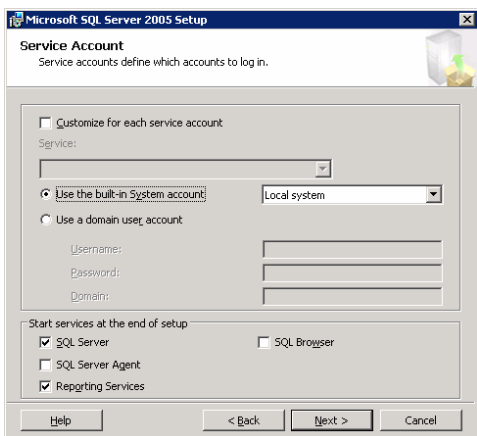 Microsoft SQL Server 2005 Setup
Service Account
Service accounts define which accounts to log in.
Customize for each service account
Service:
Use the built-in System account
Local system
Use a domain user account
Username:
Password:
Domain:
Start services at the end of setup
SQL Server
SQL Browser
SQL Server Agent
Reporting Services
Help
< Back
Next >
Cancel